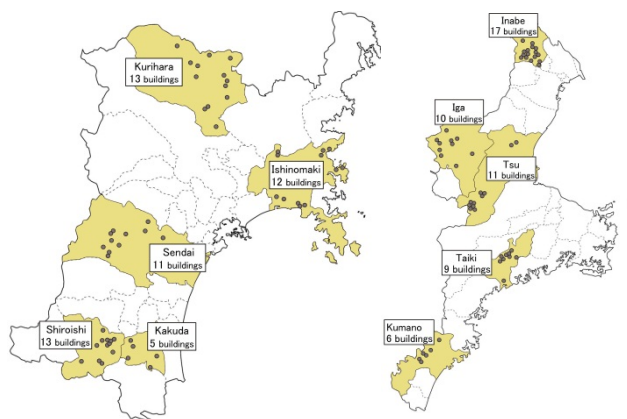 Kurihara
13 buildings
Ishinomaki
12 buildings
Sendai
11 buildings
Shiroishi
13 buildings
Kakuda
5 buildings
Inabe
17 buildings
Iga
10 buildings
Tsu
11 buildings
Taiki
9 buildings
Kumano
6 buildings